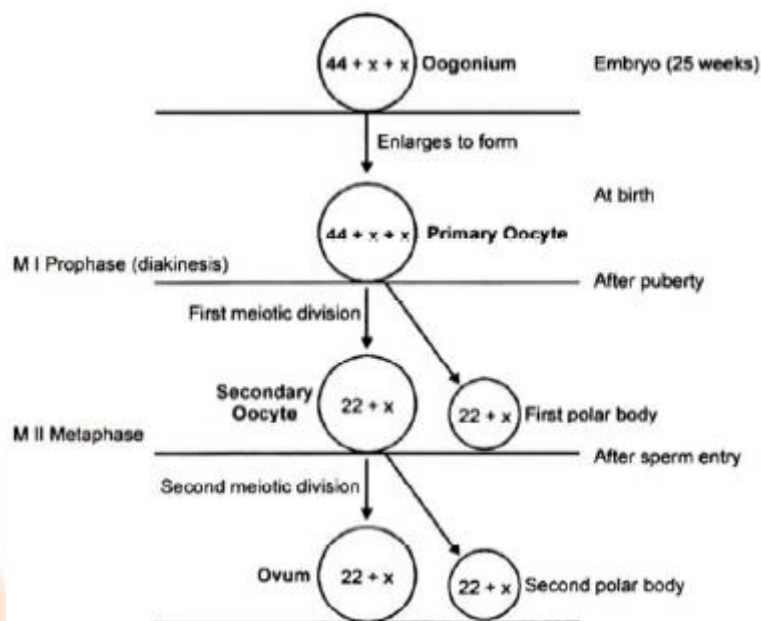 44 + x + x Oogonium Embryo (25 weeks)
Enlarges to form
At birth
44 + x + x Primary Oocyte
M I Prophase (diakinesis)
After puberty
First meiotic division
Secondary
Oocyte
22 + x
22 + x First polar body
M II Metaphase
After sperm entry
Second meiotic division
Ovum 22 + x
22 + x Second polar body